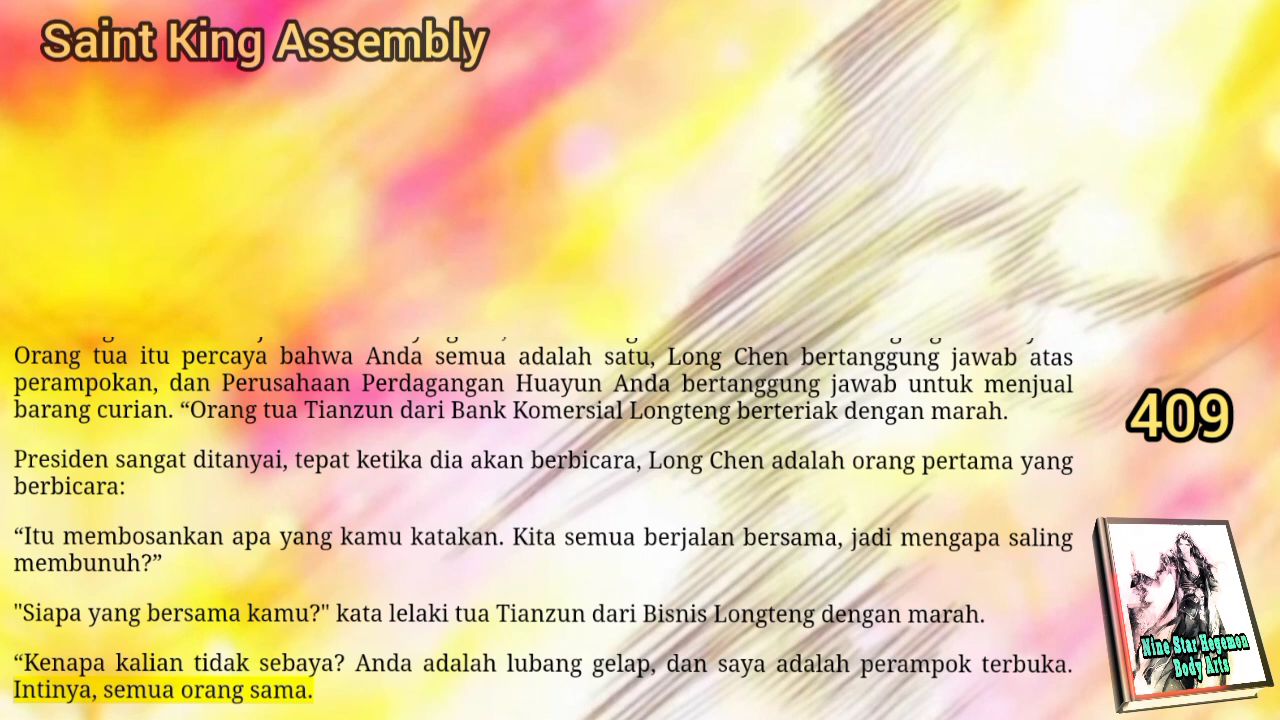 Saint King Assembly
Orang tua itu percaya bahwa Anda semua adalah satu, Long Chen bertanggung jawab atas
perampokan, dan Perusahaan Perdagangan Huayun Anda bertanggung jawab untuk menjual
barang curian. “Orang tua Tianzun dari Bank Komersial Longteng berteriak dengan marah.
Presiden sangat ditanyai, tepat ketika dia akan berbicara, Long Chen adalah orang pertama yang
berbicara:
“Itu membosankan apa yang kamu katakan. Kita semua berjalan bersama, jadi mengapa saling
membunuh?”
"Siapa yang bersama kamu?" kata lelaki tua Tianzun dari Bisnis Longteng dengan marah.
“Kenapa kalian tidak sebaya? Anda adalah lubang gelap, dan saya adalah perampok terbuka.
Intinya, semua orang sama.
409
Nine Star Hegemon
Body Arts